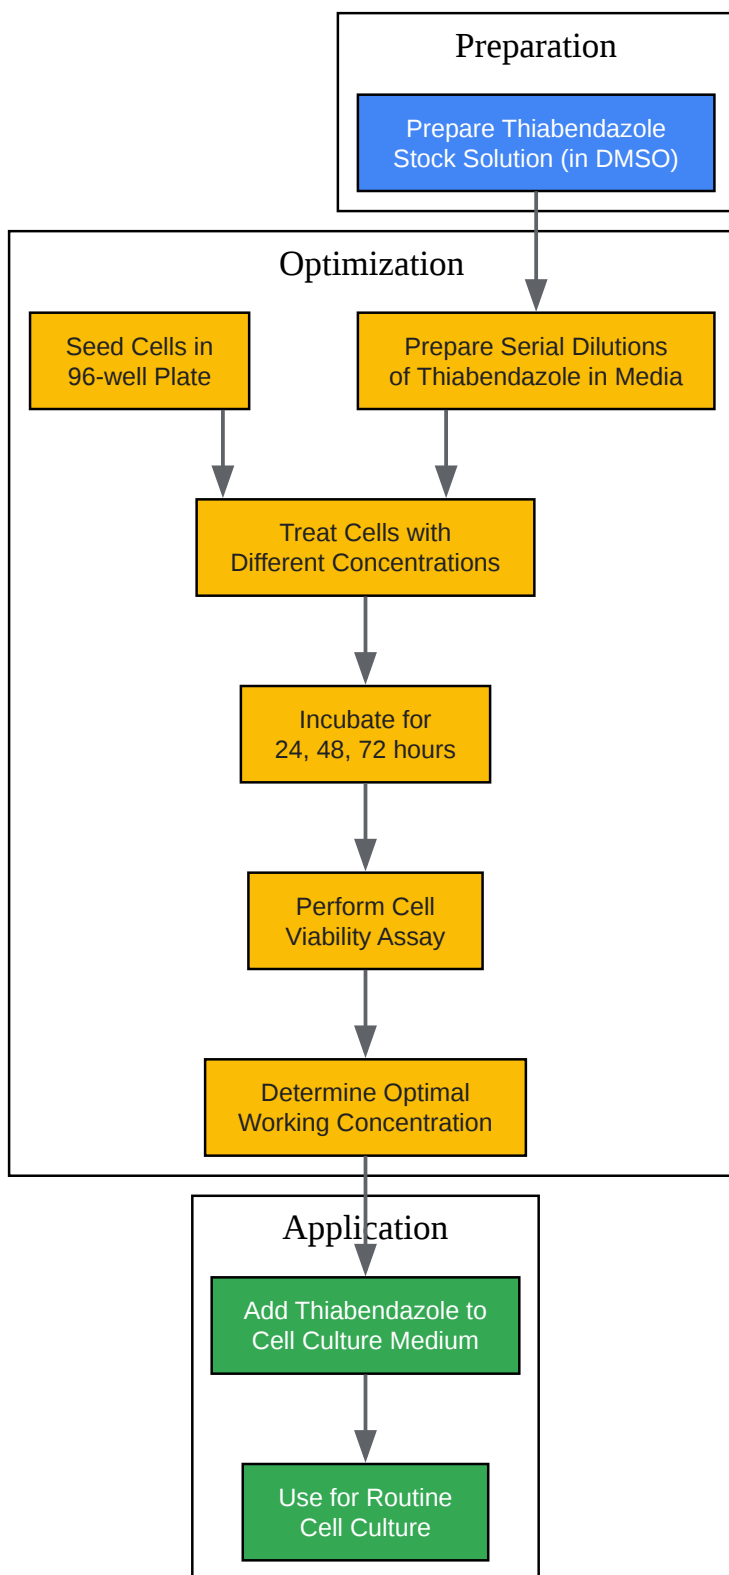 Preparation
Prepare Thiabendazole
Stock Solution (in DMSO)
Optimization
Seed Cells in
96-well Plate
Prepare Serial Dilutions
of Thiabendazole in Media
Treat Cells with
Different Concentrations
Incubate for
24, 48, 72 hours
Perform Cell
Viability Assay
Determine Optimal
Working Concentration
Application
Add Thiabendazole to
Cell Culture Medium
Use for Routine
Cell Culture